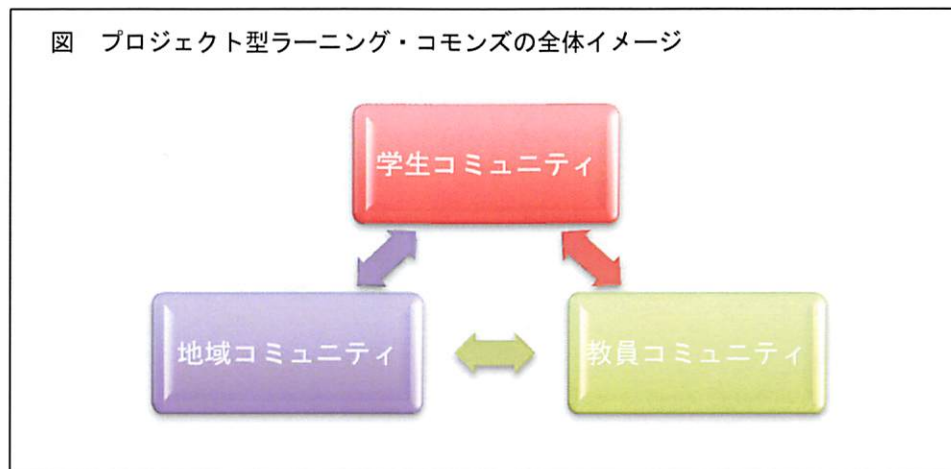 図　プロジェクト型ラーニング・コモンズの全体イメージ
学生コミュニティ
地域コミュニティ
教員コミュニティ